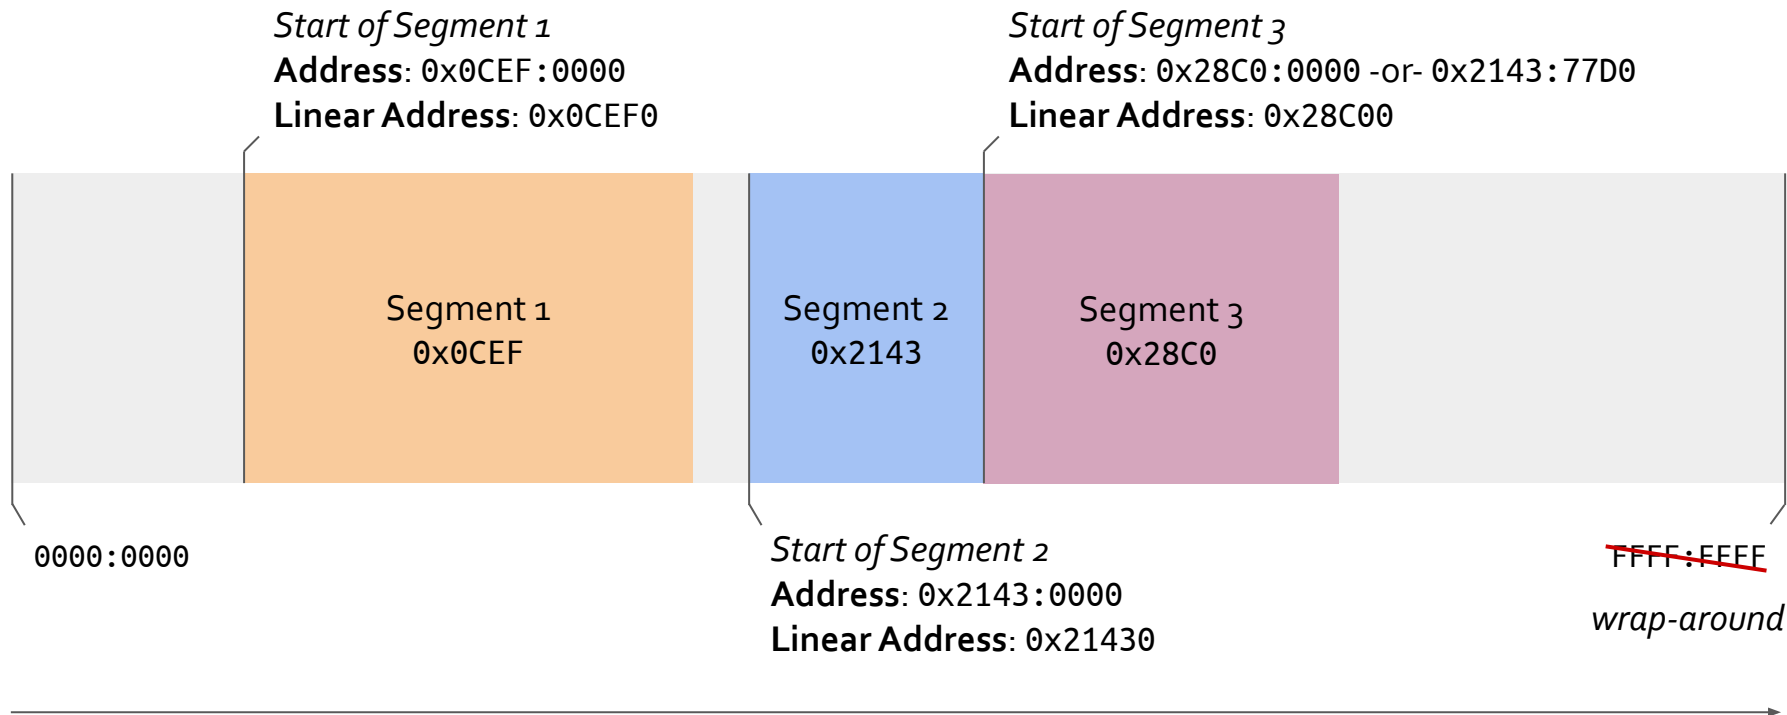 Start of Segment 1
Address: 0x0CEF:0000
Linear Address: 0x0CEF0
Start of Segment 3
Address: 0x28C0:0000 -or- 0x2143:77D0
Linear Address: 0x28C00
Segment 1
0x0CEF
Segment 2
0x2143
Segment 3
0x28C0
0000:0000
Start of Segment 2
Address: 0x2143:0000
Linear Address: 0x21430
FFFF:FFFF
wrap-around